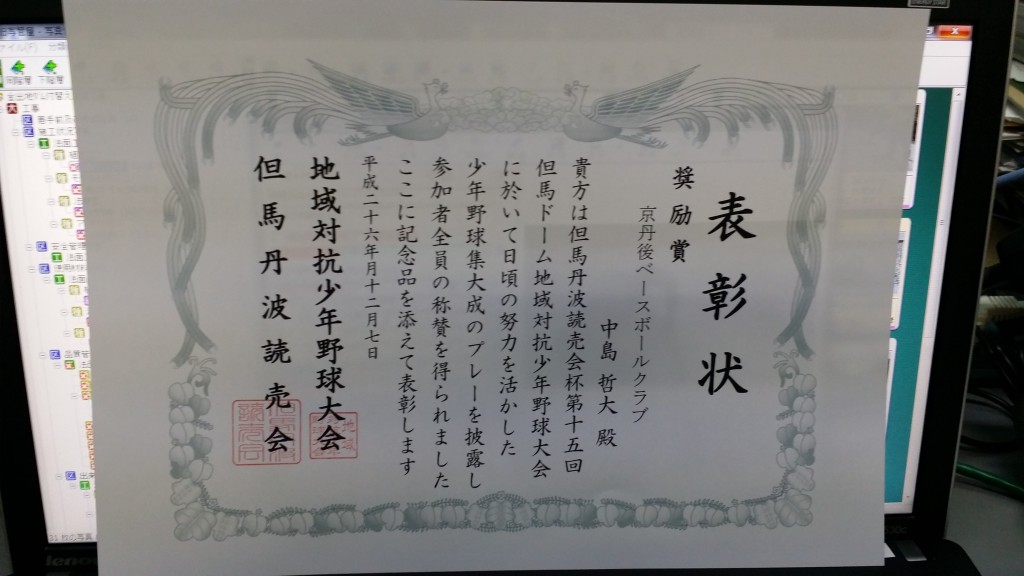 表彰状
奨励賞
京丹後ベースボールクラブ
中島 哲大 殿
貴方は但馬丹波読売会杯第十五回
但馬ドーム地域対抗少年野球大会
に於いて日頃の努力を活かした
少年野球集大成のプレーを披露し
参加者全員の称賛を得られました
ここに記念品を添えて表彰します
平成二十六年月十二月七日
地域対抗少年野球大会
但馬丹波読売会